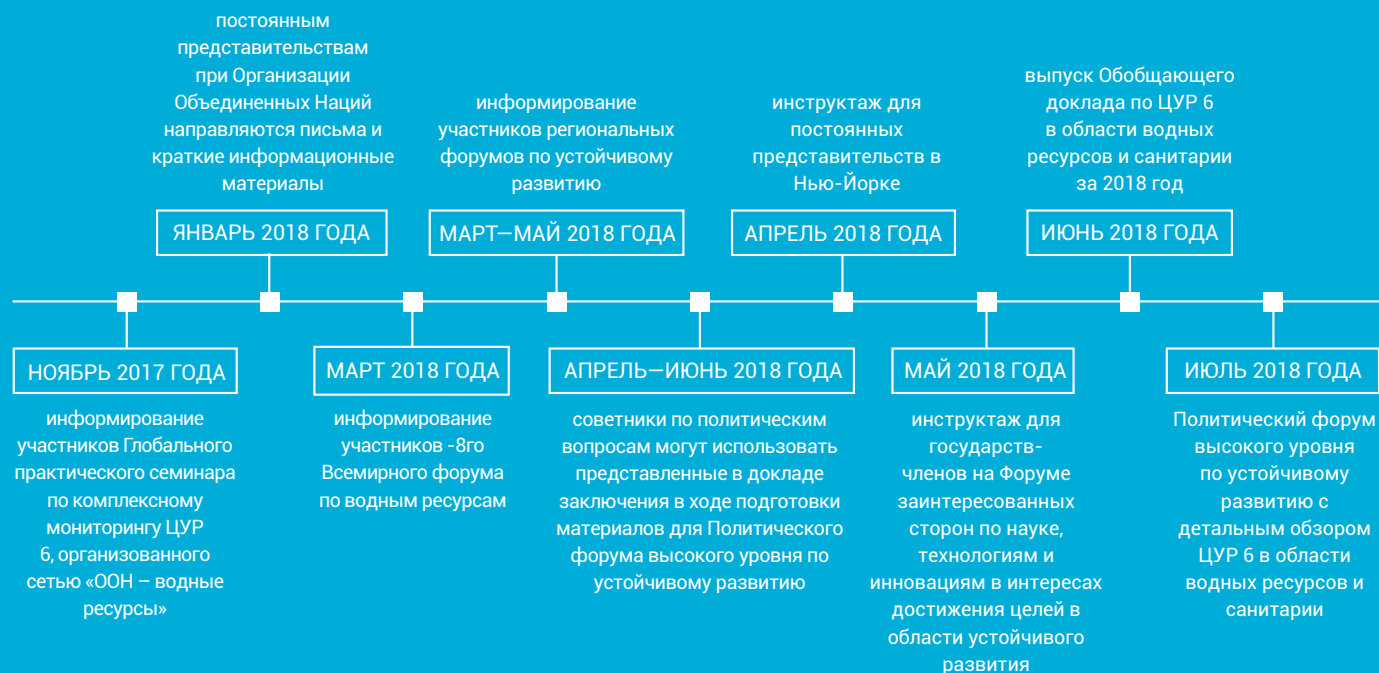 постоянным
представительствам
при Организации
Объединенных Наций
направляются письма и
краткие информационные
материалы
ЯНВАРЬ 2018 ГОДА
информирование
участников региональных
форумов по устойчивому
развитию
МАРТ—МАЙ 2018 ГОДА
инструктаж для
постоянных
представительств в
Нью-Йорке
АПРЕЛЬ 2018 ГОДА
выпуск Обобщающего
доклада по ЦУР 6
в области водных
ресурсов и санитарии
за 2018 год
ИЮНЬ 2018 ГОДА
НОЯБРЬ 2017 ГОДА
информирование
участников Глобального
практического семинара
по комплексному
мониторингу ЦУР
6, организованного
сетью «ООН – водные
ресурсы»
МАРТ 2018 ГОДА
информирование
участников -8го
Всемирного форума
по водным ресурсам
АПРЕЛЬ—ИЮНЬ 2018 ГОДА
советники по политическим
вопросам могут использовать
представленные в докладе
заключения в ходе подготовки
материалов для Политического
форума высокого уровня по
устойчивому развитию
МАЙ 2018 ГОДА
инструктаж для
государств-
членов на Форуме
заинтересованных
сторон по науке,
технологиям и
инновациям в интересах
достижения целей в
области устойчивого
развития
ИЮЛЬ 2018 ГОДА
Политический форум
высокого уровня
по устойчивому
развитию с
детальным обзором
ЦУР 6 в области
водных ресурсов и
санитарии